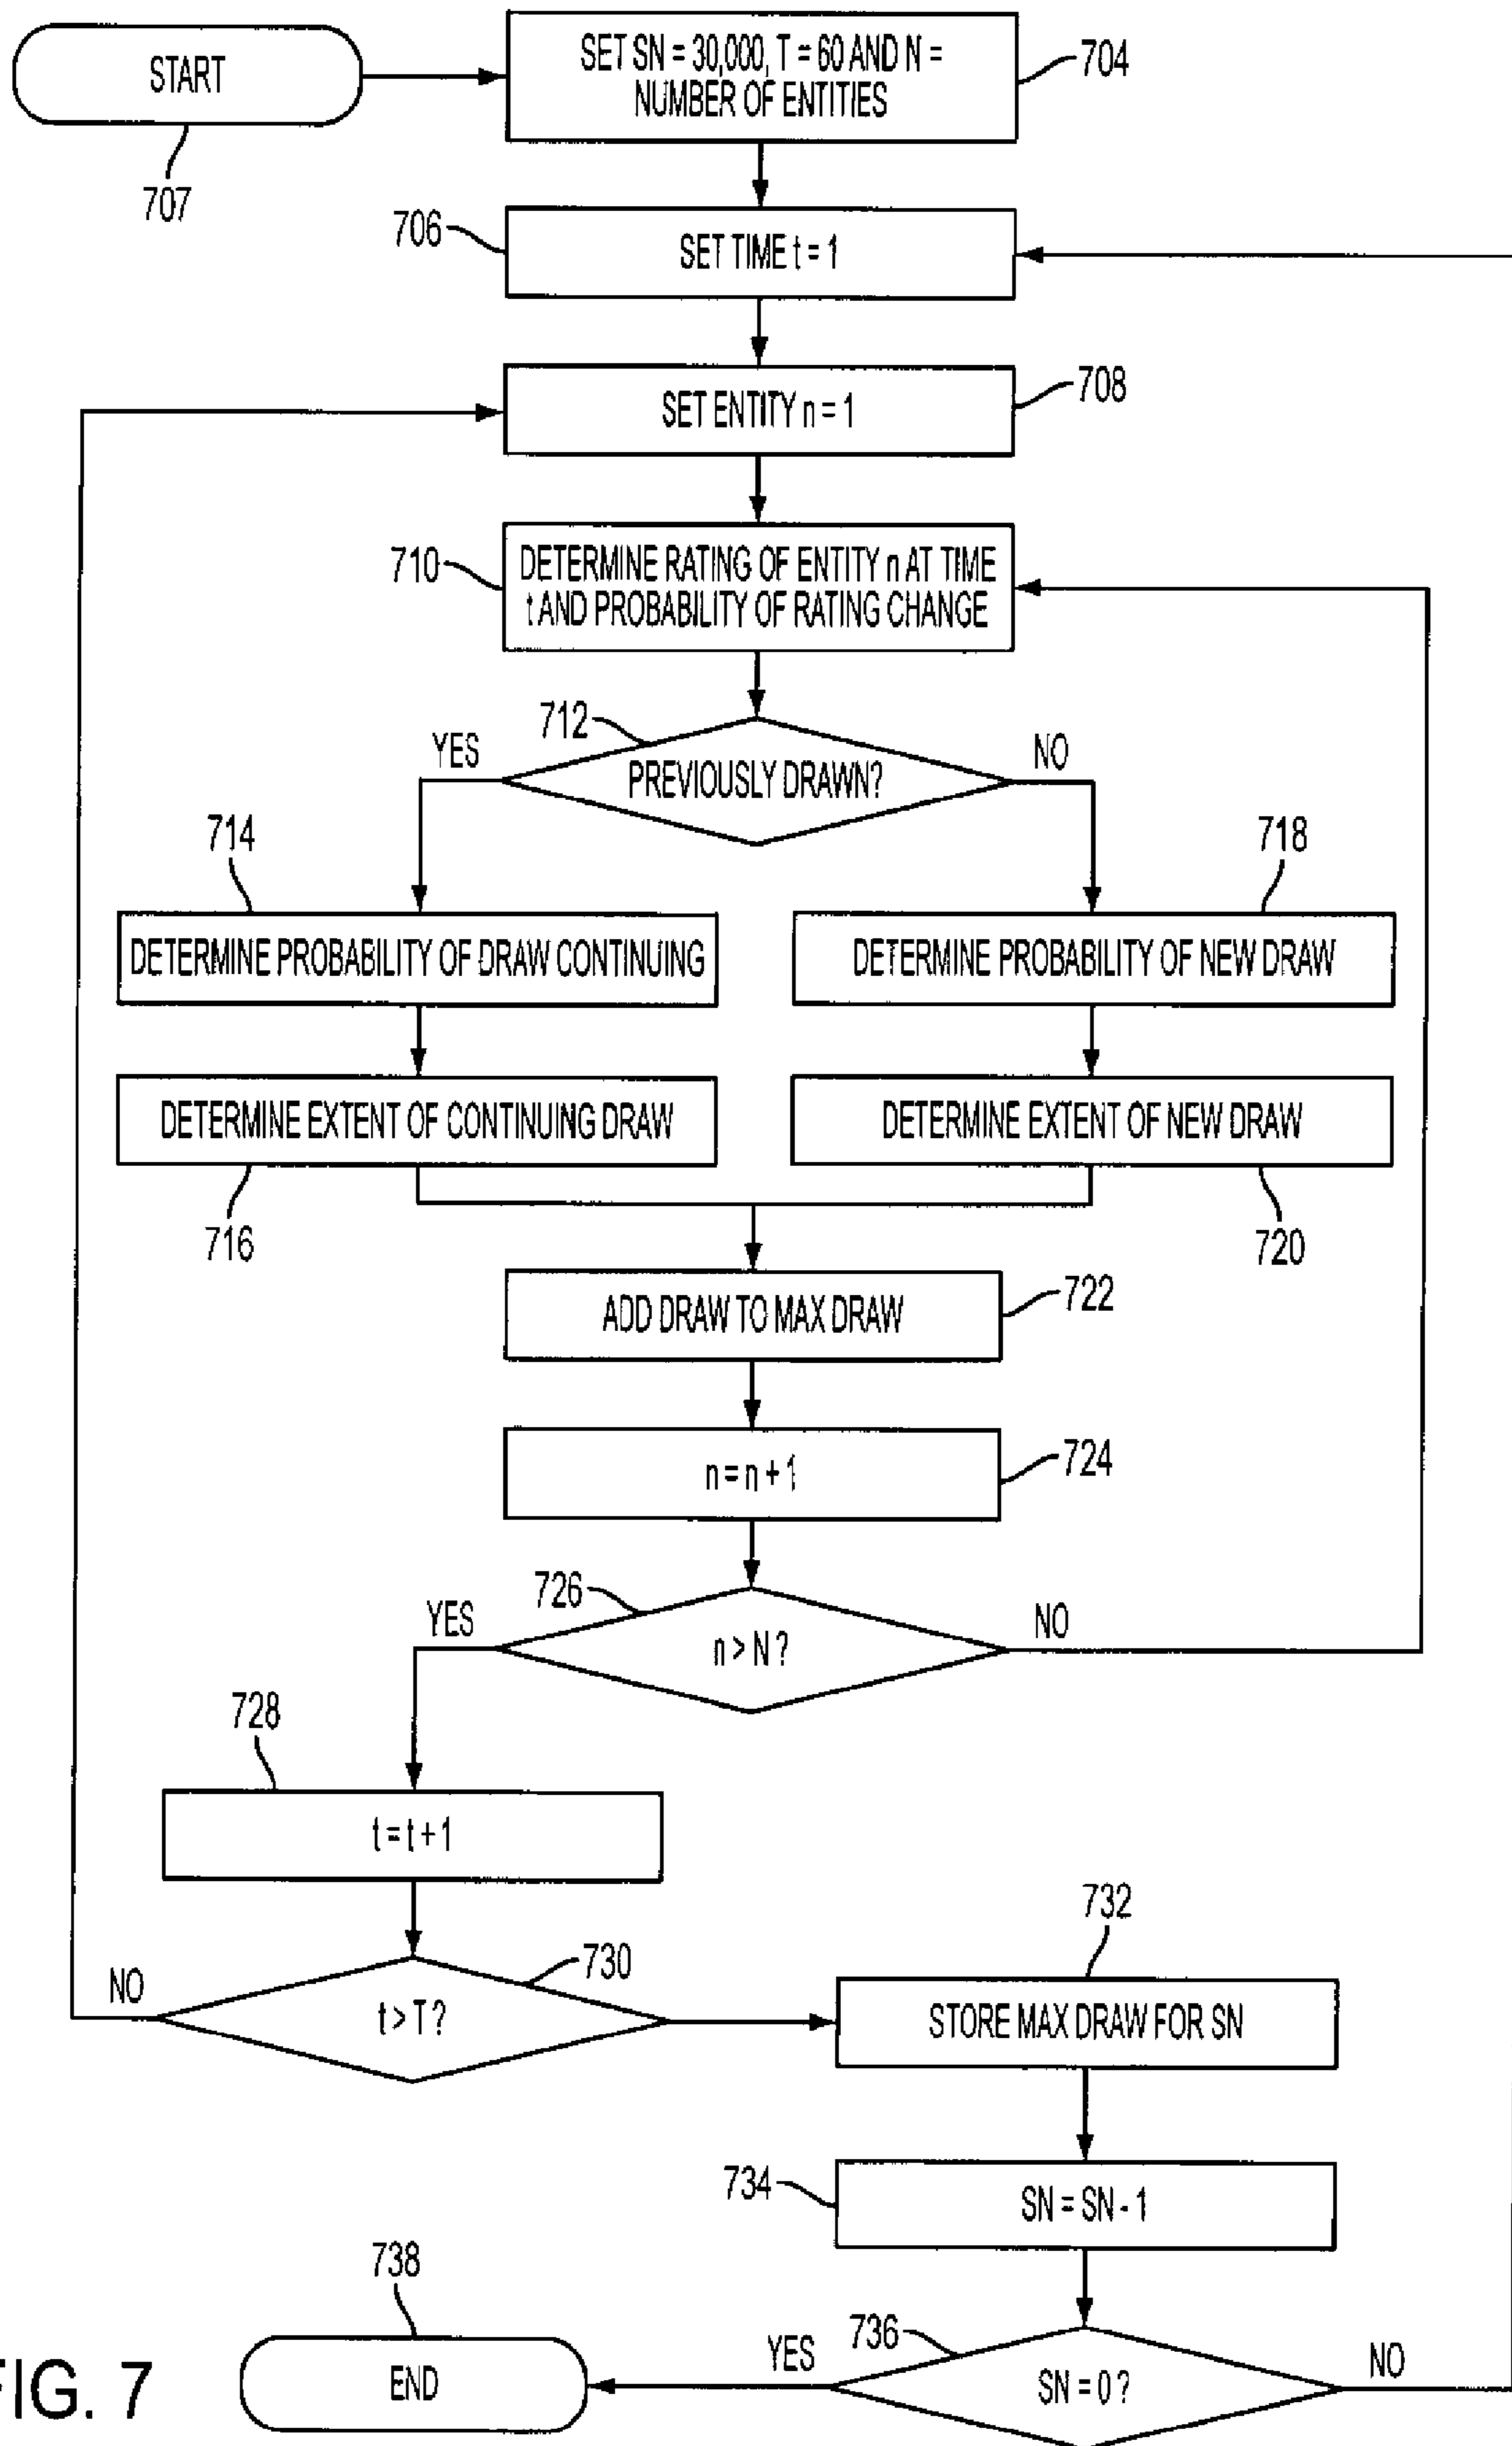 START
707
SET SN = 30,000, T = 60 AND N =
NUMBER OF ENTITIES
704
706
SET TIME t = 1
SET ENTITY n = 1
708
710
DETERMINE RATING OF ENTITY n AT TIME
t AND PROBABILITY OF RATING CHANGE
712
YES
PREVIOUSLY DRAWN?
NO
714
718
DETERMINE PROBABILITY OF DRAW CONTINUING
DETERMINE PROBABILITY OF NEW DRAW
DETERMINE EXTENT OF CONTINUING DRAW
DETERMINE EXTENT OF NEW DRAW
716
720
ADD DRAW TO MAX DRAW
722
n = n + 1
724
726
YES
n > N ?
NO
728
t = t + 1
730
NO
t > T ?
732
STORE MAX DRAW FOR SN
734
SN = SN - 1
738
END
YES
736
SN = 0 ?
NO
FIG. 7